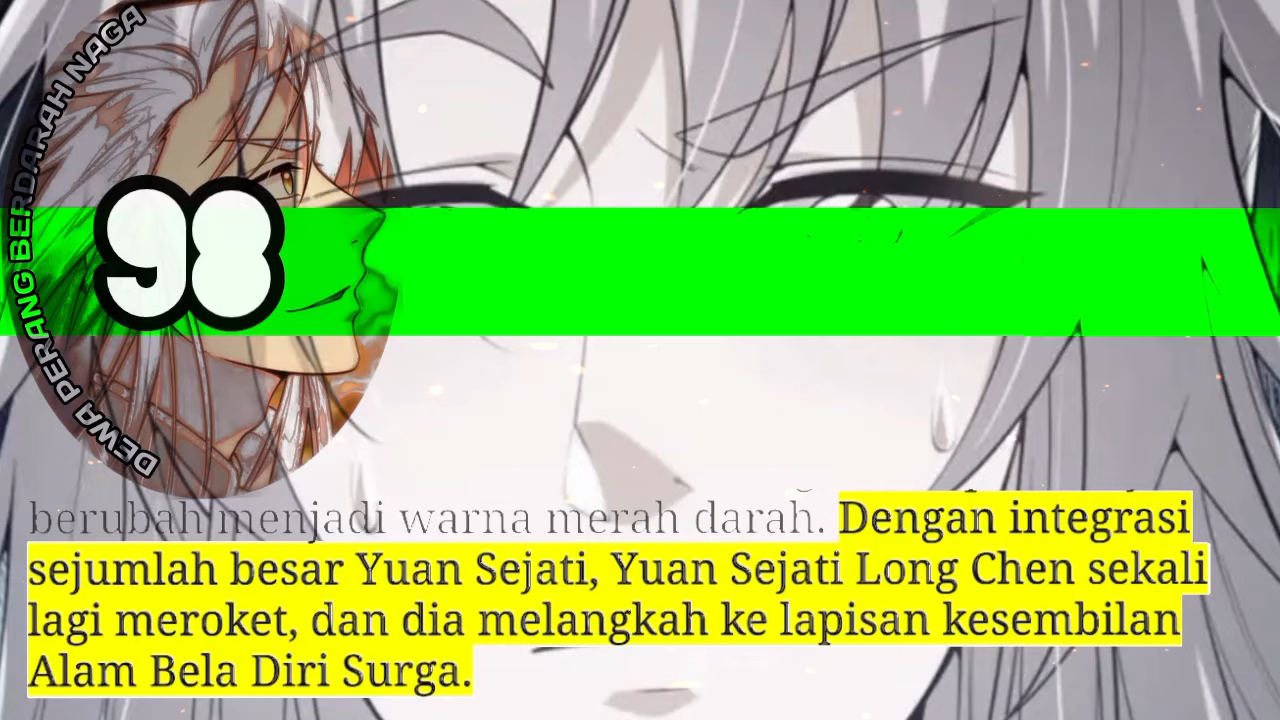 DEWA PERANG BERDARAH NAGA
98
berubah menjadi warna merah darah. Dengan integrasi
sejumlah besar Yuan Sejati, Yuan Sejati Long Chen sekali
lagi meroket, dan dia melangkah ke lapisan kesembilan
Alam Bela Diri Surga.